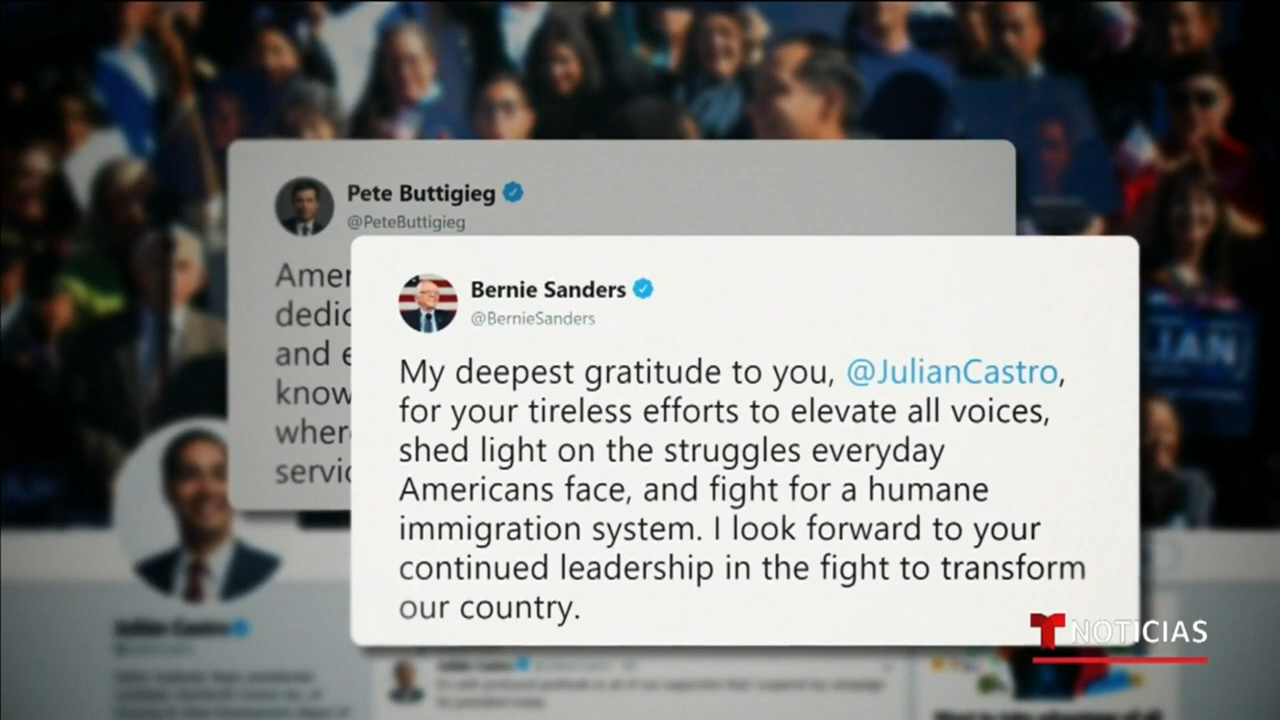 Pete Buttigieg
@PeteButtigieg
Amer
dedic
and e
know
wher
servic
Bernie Sanders
@BernieSanders
My deepest gratitude to you, @JulianCastro,
for your tireless efforts to elevate all voices,
shed light on the struggles everyday
Americans face, and fight for a humane
immigration system. I look forward to your
continued leadership in the fight to transform
our country.
NOTICIAS